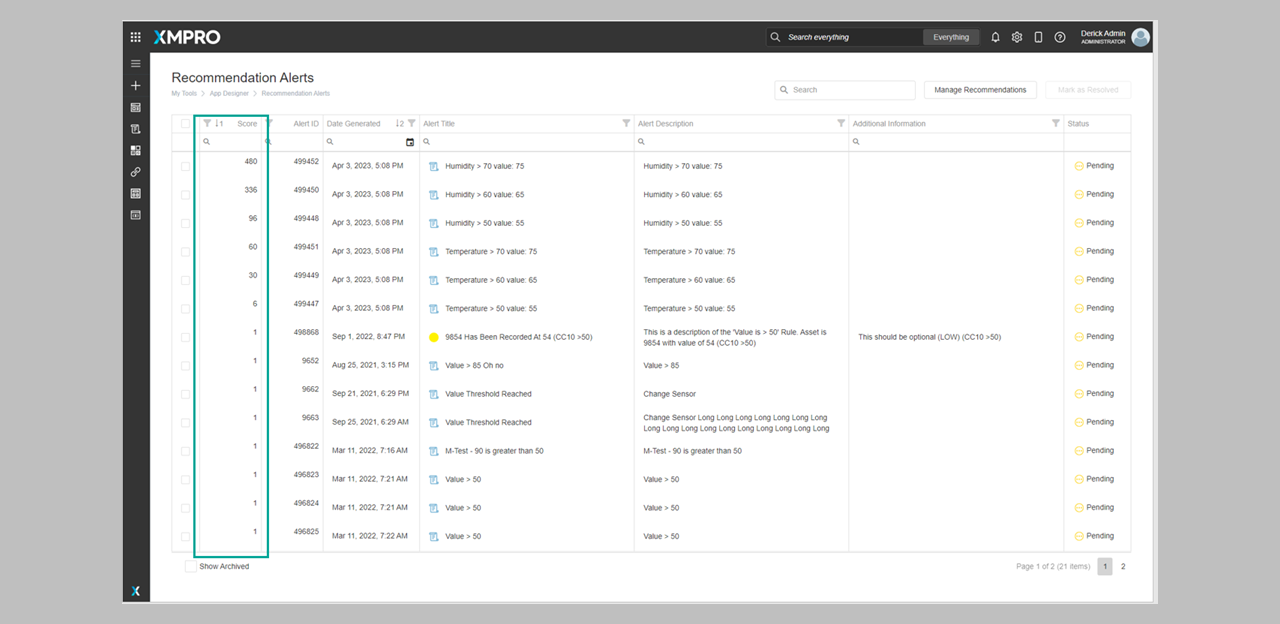 XMPRO
Search everything
Everything
Derick Admin
ADMINISTRATOR
Recommendation Alerts
My Tools > App Designer > Recommendation Alerts
Search
Manage Recommendations
Mark as Resolved
1 Score Alert ID Date Generated 2 Alert Title Alert Description Additional Information Status
480 499452 Apr 3, 2023, 5:08 PM Humidity > 70 value: 75 Humidity > 70 value: 75 Pending
336 499450 Apr 3, 2023, 5:08 PM Humidity > 60 value: 65 Humidity > 60 value: 65 Pending
96 499448 Apr 3, 2023, 5:08 PM Humidity > 50 value: 55 Humidity > 50 value: 55 Pending
60 499451 Apr 3, 2023, 5:08 PM Temperature > 70 value: 75 Temperature > 70 value: 75 Pending
30 499449 Apr 3, 2023, 5:08 PM Temperature > 60 value: 65 Temperature > 60 value: 65 Pending
6 499447 Apr 3, 2023, 5:08 PM Temperature > 50 value: 55 Temperature > 50 value: 55 Pending
1 498868 Sep 1, 2022, 8:47 PM 9854 Has Been Recorded At 54 (CC10 >50) This is a description of the 'Value is > 50' Rule. Asset is
9854 with value of 54 (CC10 >50) This should be optional (LOW) (CC10 >50) Pending
1 9652 Aug 25, 2021, 3:15 PM Value > 85 Oh no Value > 85 Pending
1 9662 Sep 21, 2021, 6:29 PM Value Threshold Reached Change Sensor Pending
1 9663 Sep 25, 2021, 6:29 AM Value Threshold Reached Change Sensor Long Long Long Long Long Long Long
Long Long Long Long Long Long Long Long Long Long Pending
1 496822 Mar 11, 2022, 7:16 AM M-Test - 90 is greater than 50 M-Test - 90 is greater than 50 Pending
1 496823 Mar 11, 2022, 7:21 AM Value > 50 Value > 50 Pending
1 496824 Mar 11, 2022, 7:21 AM Value > 50 Value > 50 Pending
1 496825 Mar 11, 2022, 7:22 AM Value > 50 Value > 50 Pending
Show Archived
Page 1 of 2 (21 items) 1 2
X